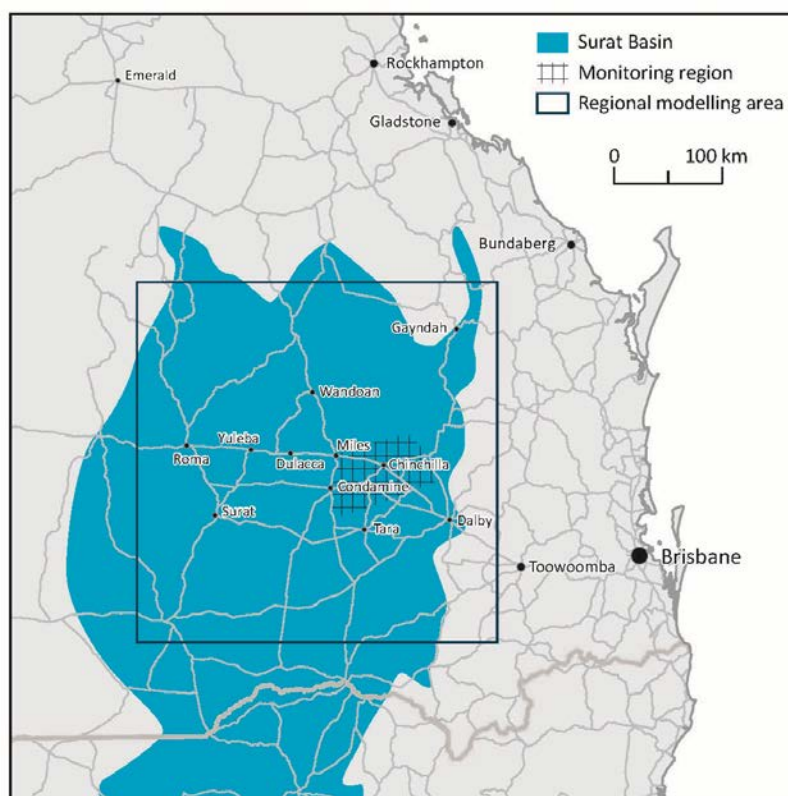 Surat Basin
Rockhampton
Emerald
Monitoring region
Regional modelling area
Gladstone
0 100 km
Bundaberg
Gayndah
Wandoan
Yuleba
Miles
Roma
Dulacca
Chinchilla
Condamine
Surat
Tara
Dalby
Toowoomba
Brisbane